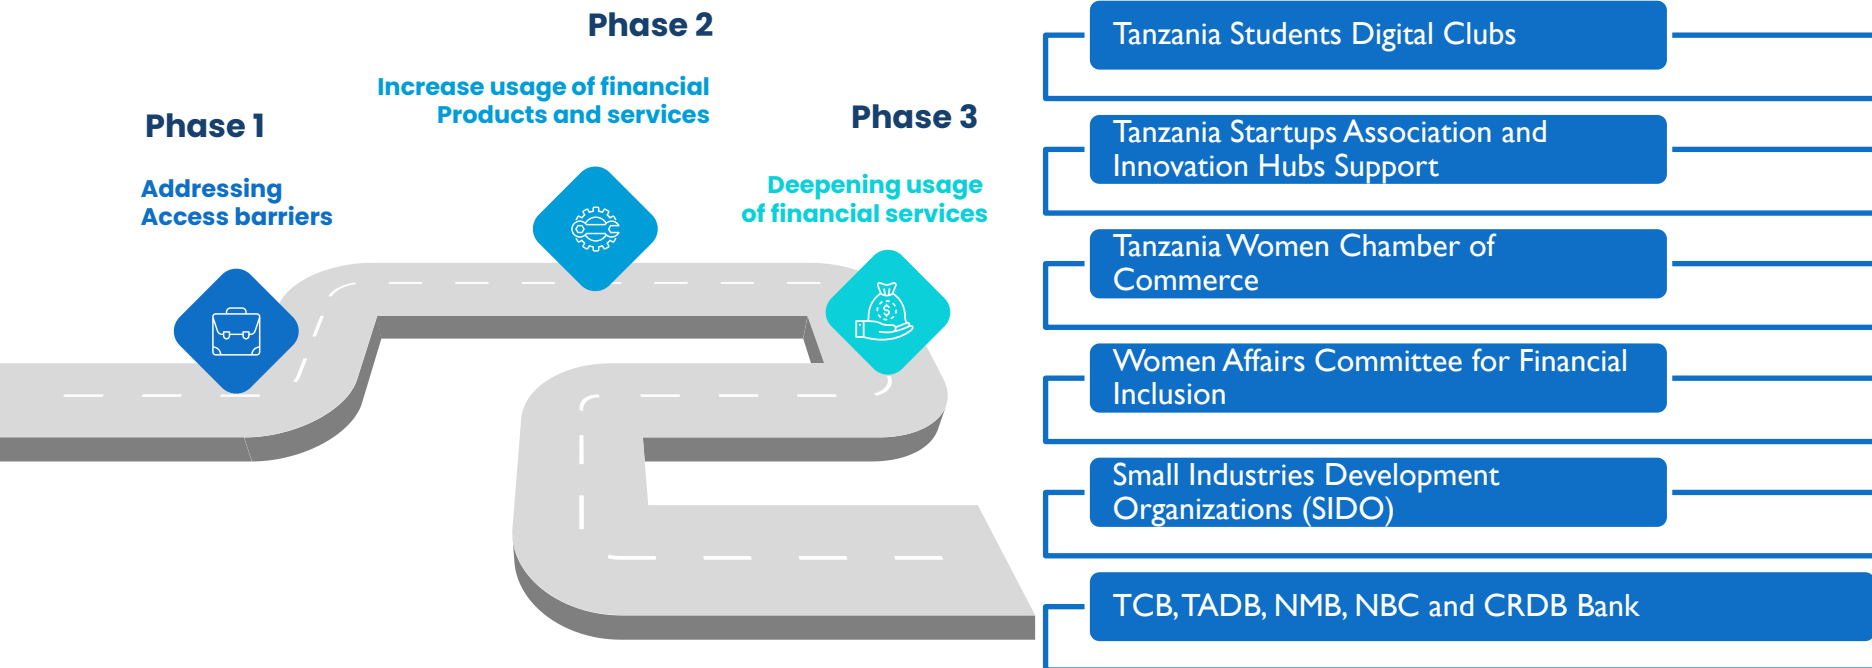 Phase 1
Addressing
Access barriers
Phase 2
Increase usage of financial
Products and services
Phase 3
Deepening usage
of financial services
Tanzania Students Digital Clubs
Tanzania Startups Association and
Innovation Hubs Support
Tanzania Women Chamber of
Commerce
Women Affairs Committee for Financial
Inclusion
Small Industries Development
Organizations (SIDO)
TCB, TADB, NMB, NBC and CRDB Bank